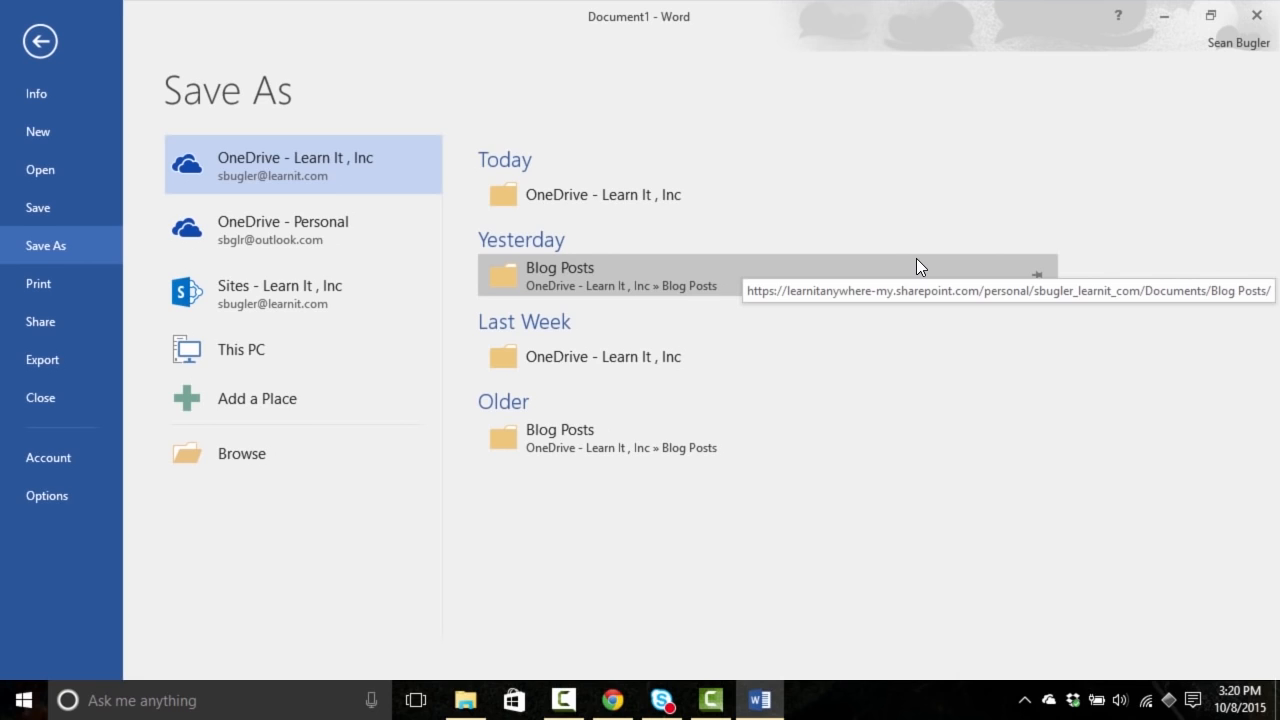 Document1 - Word
?
Sean Bugler
Info
New
Open
Save
Save As
Print
Share
Export
Close
Account
Options
Save As
OneDrive - Learn It , Inc
sbugler@learnit.com
OneDrive - Personal
sbglr@outlook.com
S
Sites - Learn It , Inc
sbugler@learnit.com
This PC
Add a Place
Browse
Today
OneDrive - Learn It , Inc
Yesterday
Blog Posts
OneDrive - Learn It , Inc » Blog Posts
https://learnitanywhere-my.sharepoint.com/personal/sbugler_learnit_com/Documents/Blog Posts/
Last Week
OneDrive - Learn It , Inc
Older
Blog Posts
OneDrive - Learn It , Inc » Blog Posts
Ask me anything
3:20 PM
10/8/2015